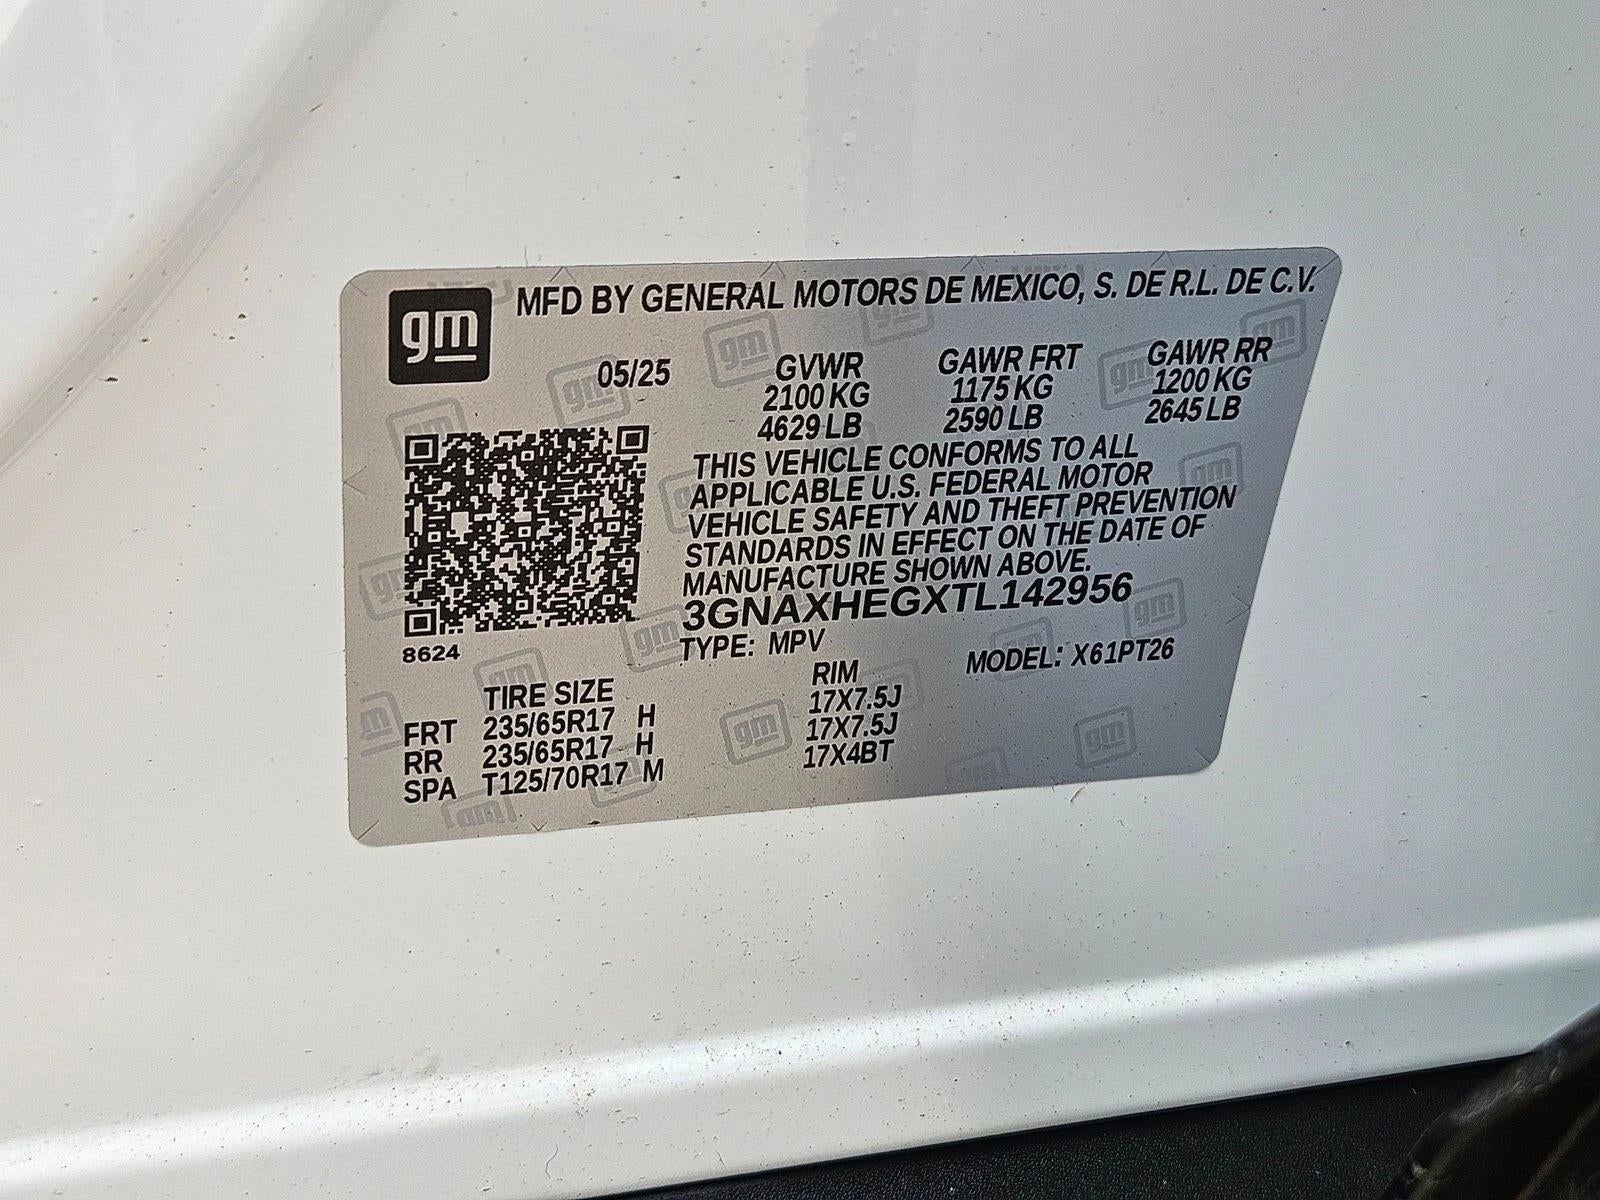 gm MFD BY GENERAL MOTORS DE MEXICO, S. DE R.L. DE C.V.
05/25 GVWR GAWR FRT GAWR RR
2100 KG 1175 KG 1200 KG
4629 LB 2590 LB 2645 LB
THIS VEHICLE CONFORMS TO ALL
APPLICABLE U.S. FEDERAL MOTOR
VEHICLE SAFETY AND THEFT PREVENTION
STANDARDS IN EFFECT ON THE DATE OF
MANUFACTURE SHOWN ABOVE.
3GNAXHEGXTL142956
8624
TYPE: MPV MODEL: X61PT26
TIRE SIZE RIM
FRT 235/65R17 H 17X7.5J
RR 235/65R17 H 17X7.5J
SPA T125/70R17 M 17X4BT